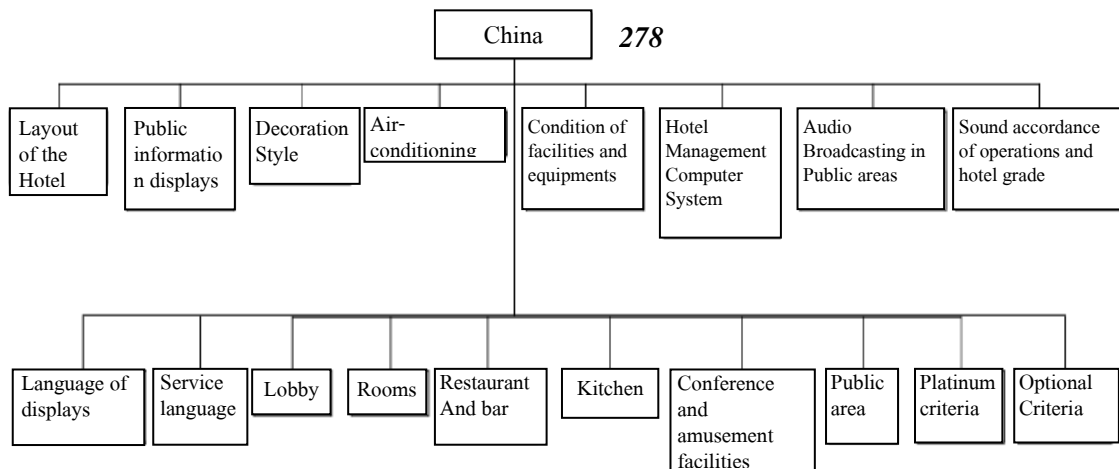 China
278
Layout
of the
Hotel
Public
informatio
n displays
Decoration
Style
Air-
conditioning
Condition of
facilities and
equipments
Hotel
Management
Computer
System
Audio
Broadcasting in
Public areas
Sound accordance
of operations and
hotel grade
Language of
displays
Service
language
Lobby
Rooms
Restaurant
And bar
Kitchen
Conference
and
amusement
facilities
Public
area
Platinum
criteria
Optional
Criteria